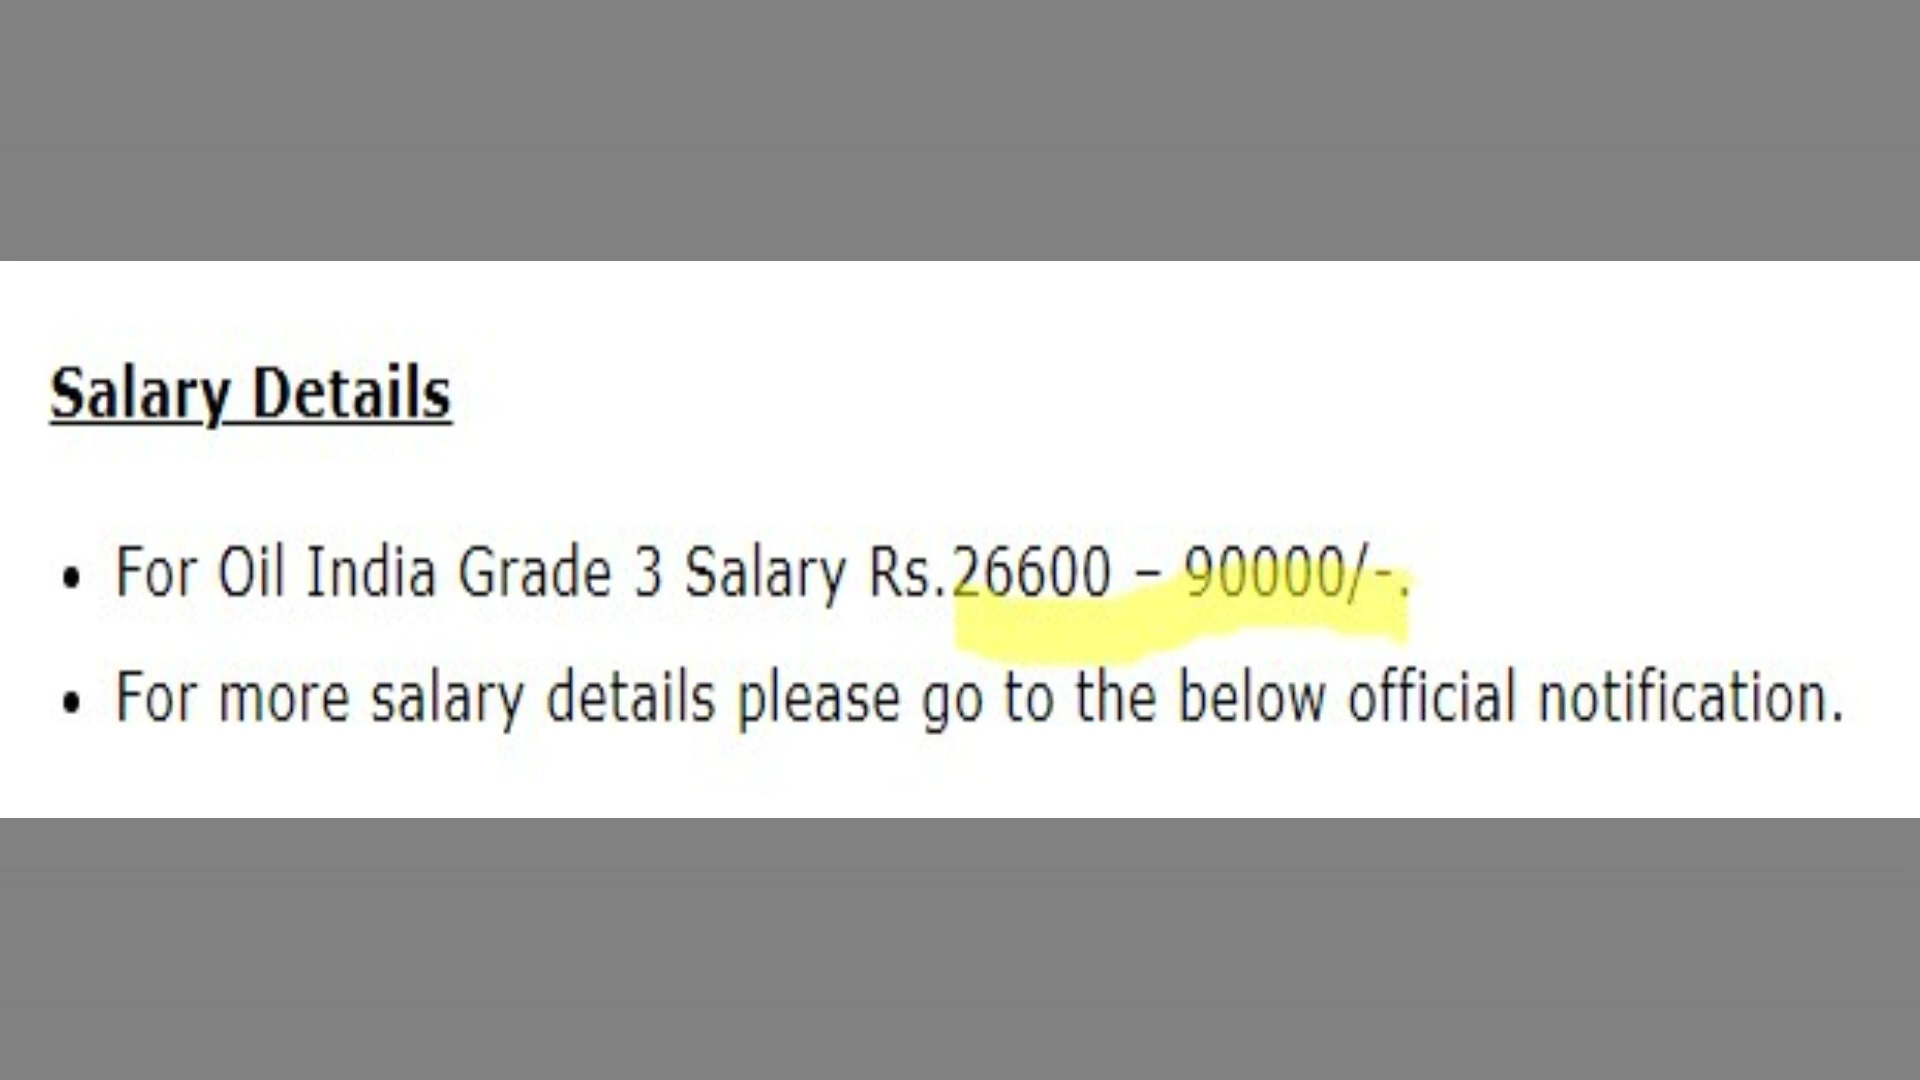 Salary Details
• For Oil India Grade 3 Salary Rs.26600 – 90000/-.
• For more salary details please go to the below official notification.